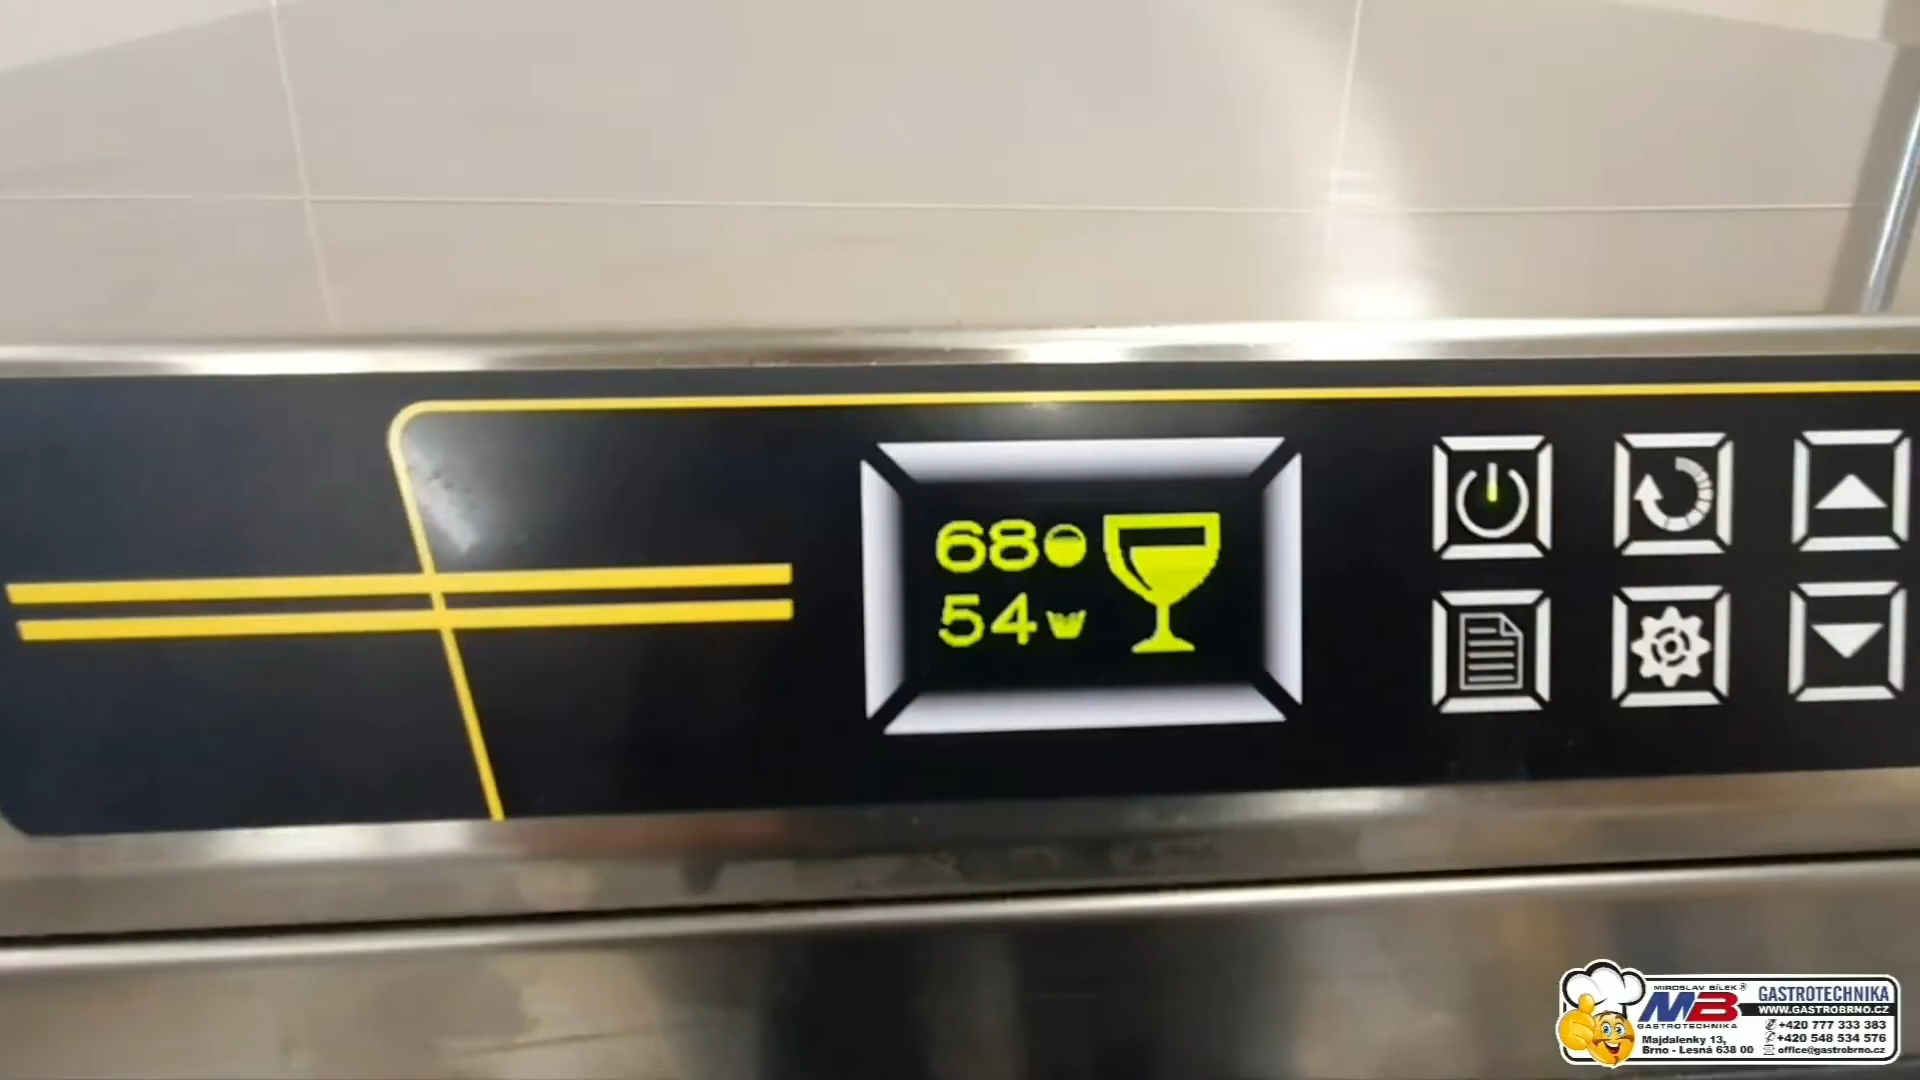 68
54
MIROSLAV BÍLEK®
MB
GASTROTECHNIKA
Majdalenky 13,
Brno - Lesná 638 00
GASTROTECHNIKA
WWW.GASTROBRNO.CZ
+420 777 333 383
+420 548 534 576
office@gastrobrno.cz